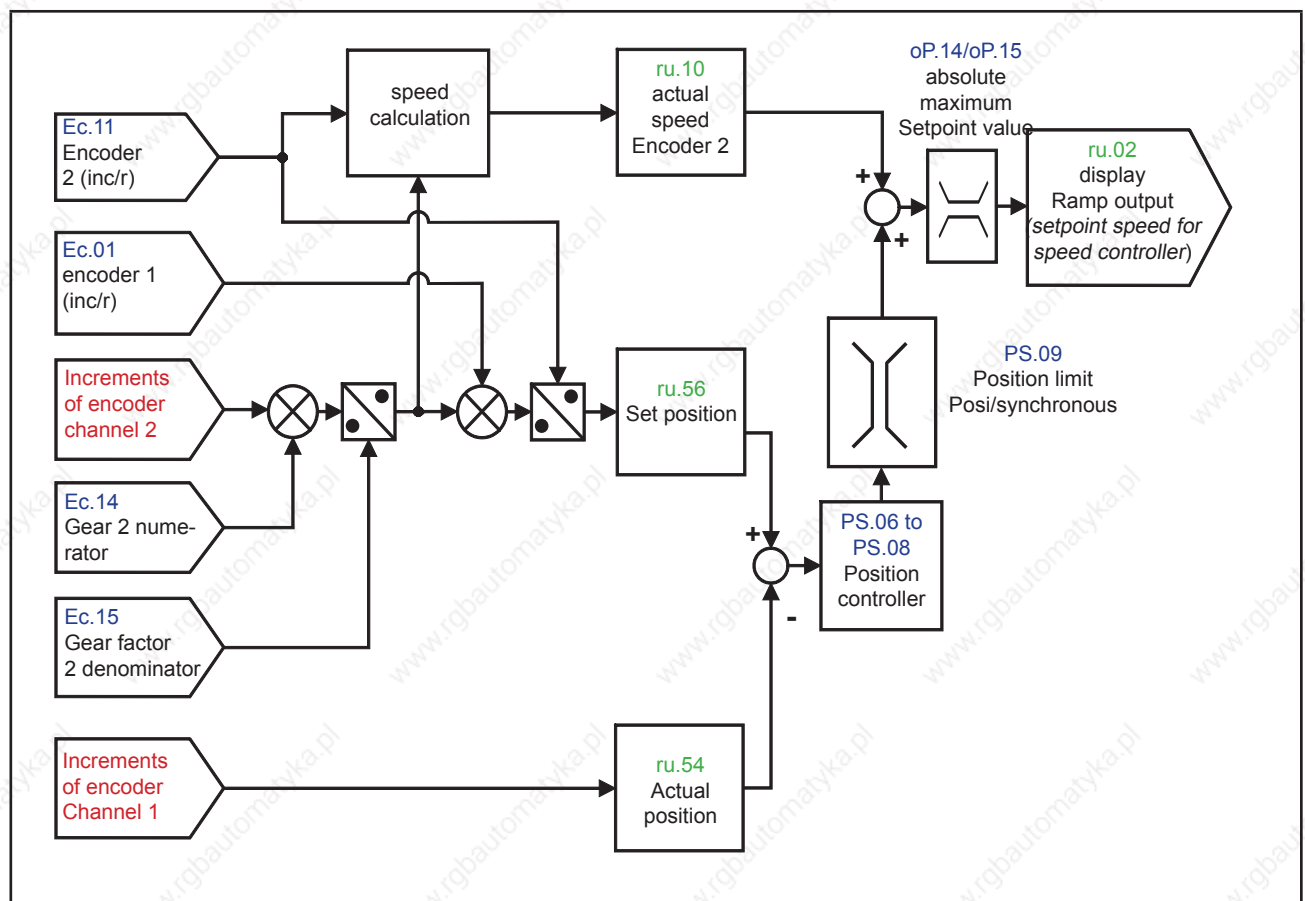 Ec.11
Encoder
2 (inc/r)
speed
calculation
ru.10
actual
speed
Encoder 2
oP.14/oP.15
absolute
maximum
Setpoint value
ru.02
display
Ramp output
(setpoint speed for
speed controller)
+
+
Ec.01
encoder 1
(inc/r)
Increments
of encoder
channel 2
ru.56
Set position
PS.09
Position limit
Posi/synchronous
Ec.14
Gear 2 nume-
rator
+
-
PS.06 to
PS.08
Position
controller
Ec.15
Gear factor
2 denominator
Increments
of encoder
Channel 1
ru.54
Actual
position
www.rgbautomatyka.pl